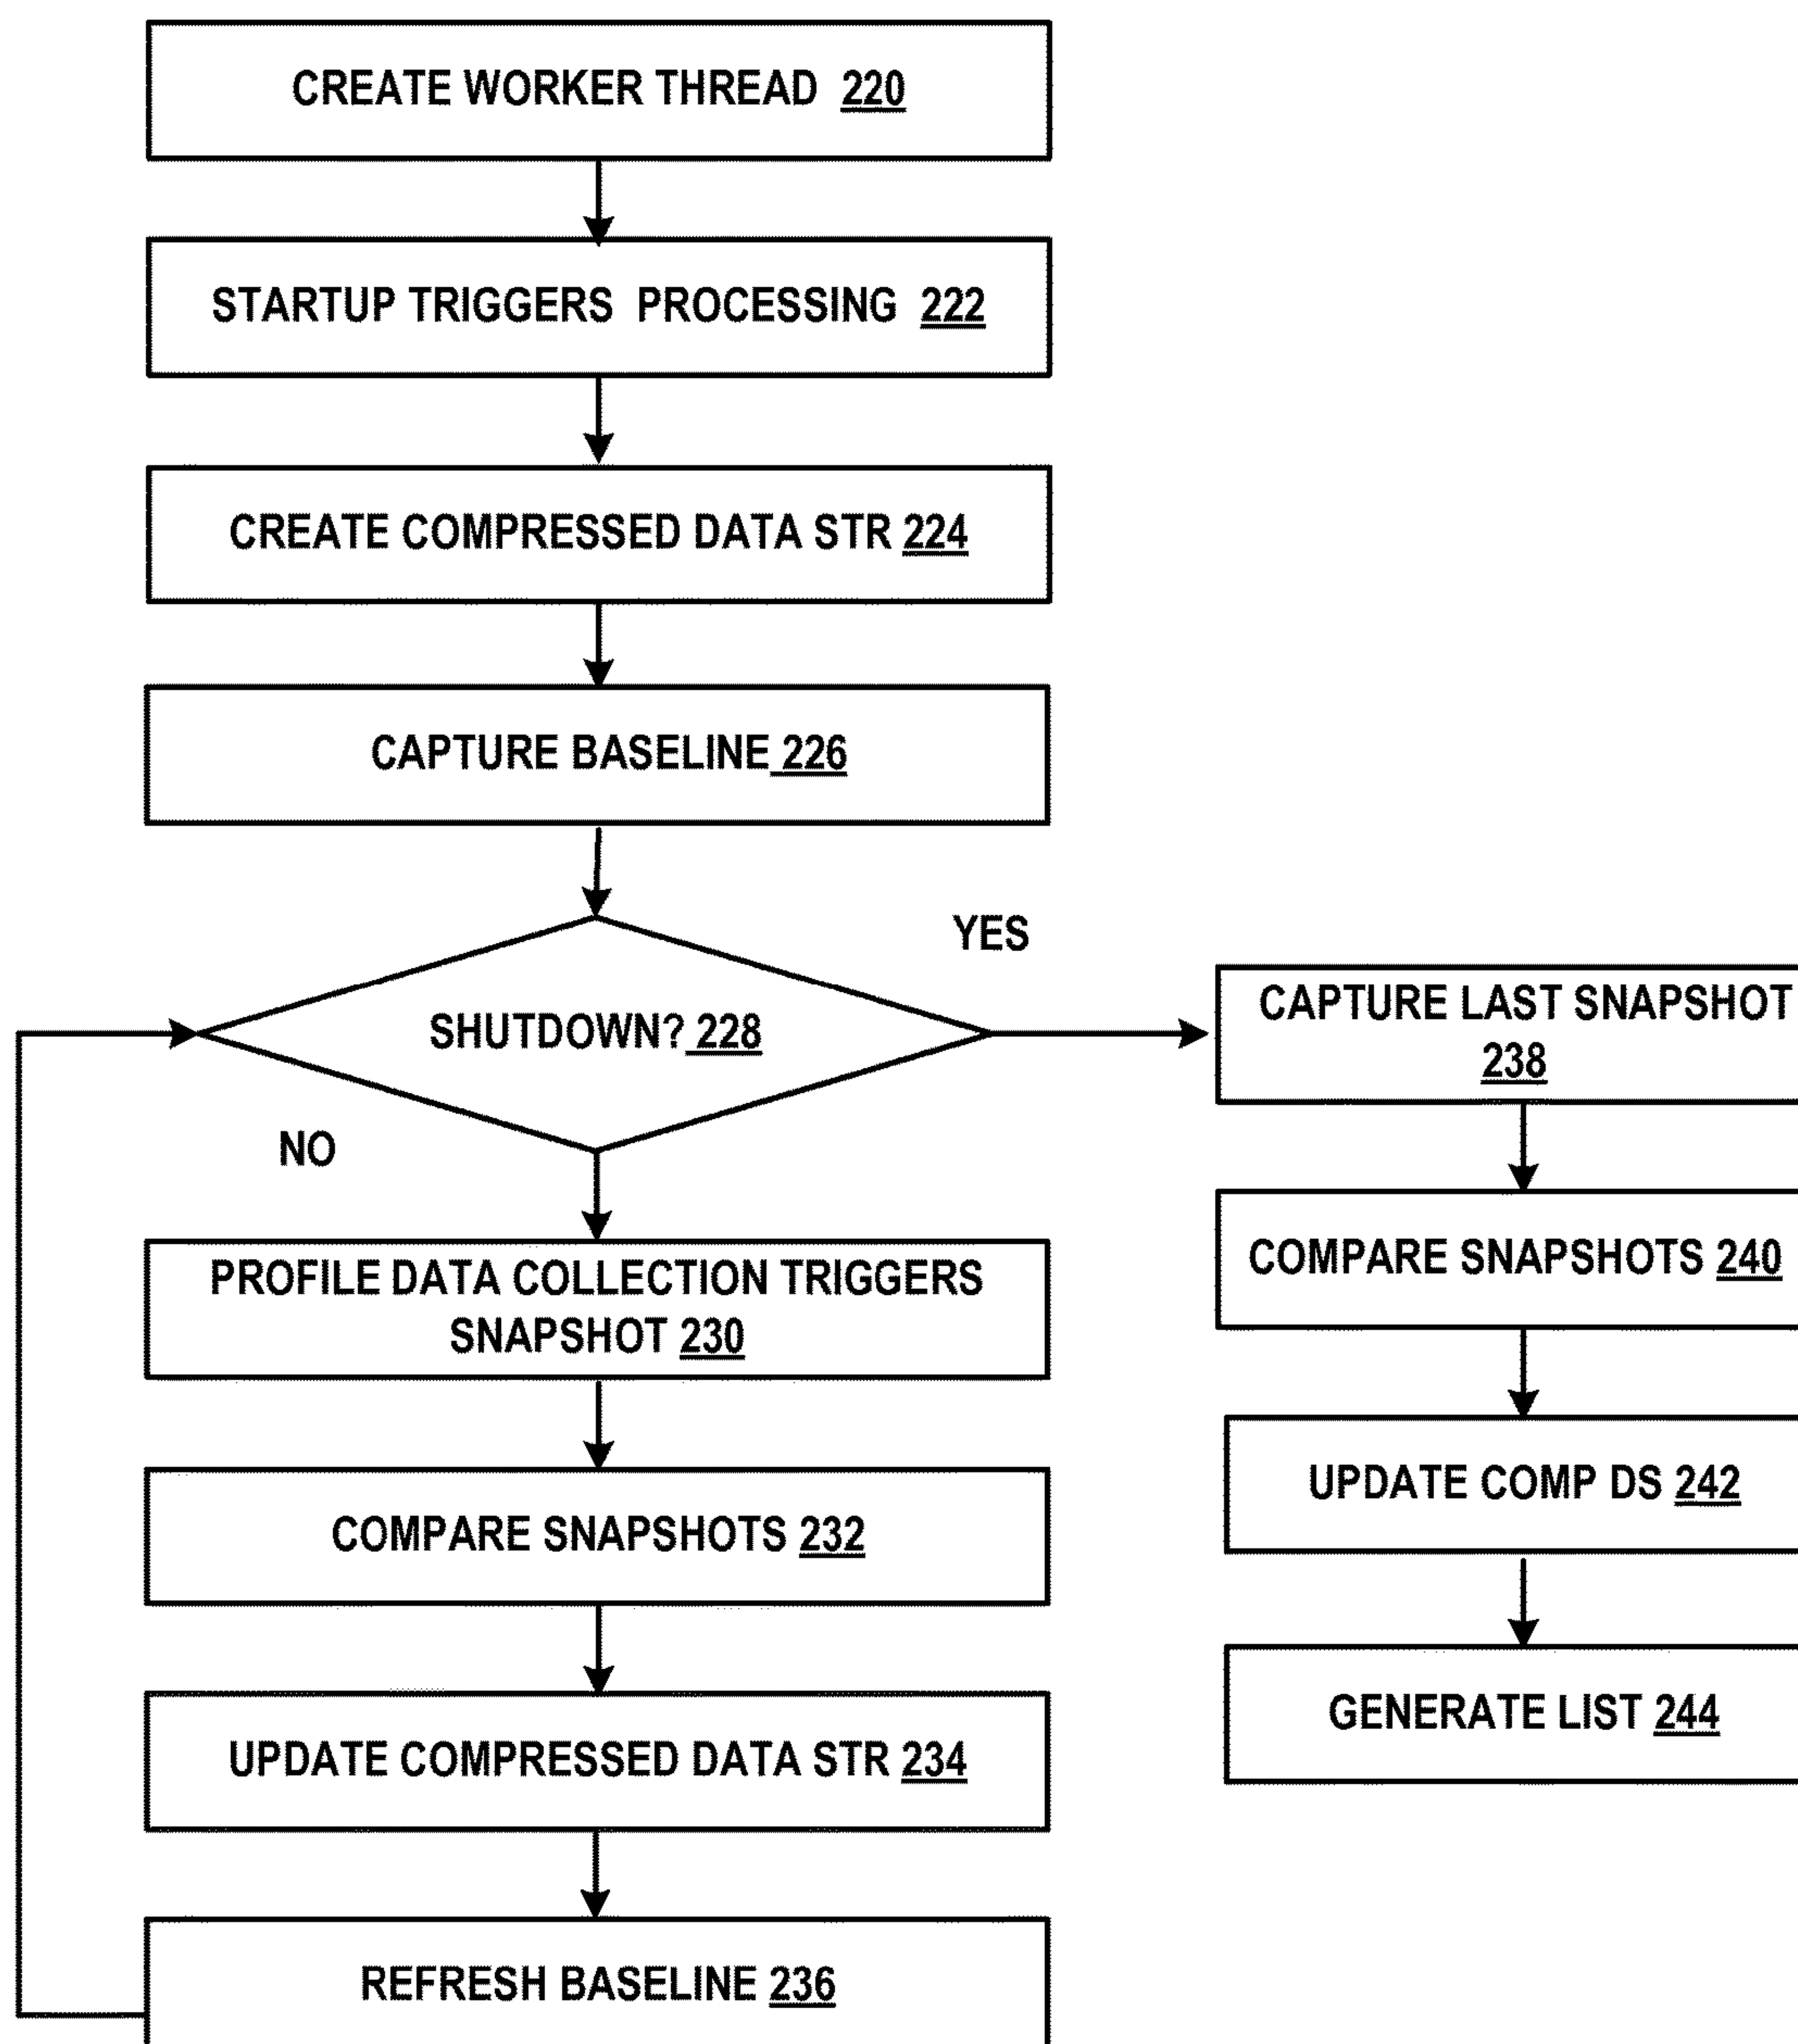 CREATE WORKER THREAD 220
STARTUP TRIGGERS PROCESSING 222
CREATE COMPRESSED DATA STR 224
CAPTURE BASELINE 226
YES
SHUTDOWN? 228
NO
PROFILE DATA COLLECTION TRIGGERS
SNAPSHOT 230
COMPARE SNAPSHOTS 232
UPDATE COMPRESSED DATA STR 234
REFRESH BASELINE 236
CAPTURE LAST SNAPSHOT
238
COMPARE SNAPSHOTS 240
UPDATE COMP DS 242
GENERATE LIST 244